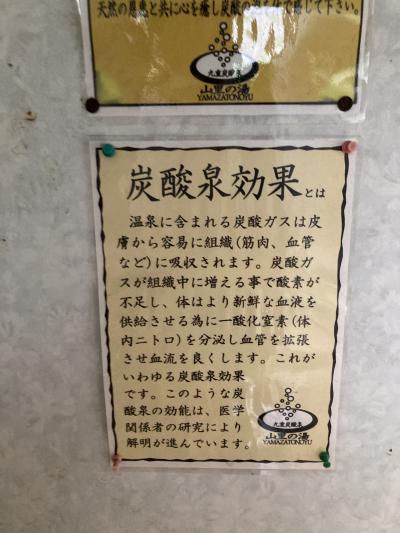 天然の恩恵と共に心を癒し炭酸の
で感じて下さい。
九重炭酸泉
山里の湯
YAMAZATONOYU
炭酸泉効果とは
温泉に含まれる炭酸ガスは皮
膚から容易に組織(筋肉、血管
など)に吸収されます。炭酸ガ
スが組織中に増える事で酸素が
不足し、体はより新鮮な血液を
供給させる為に一酸化窒素(体
内ニトロ)を分泌し血管を拡張
させ血流を良くします。これが
いわゆる炭酸泉効果
です。このような炭
酸泉の効能は、医学
関係者の研究により
解明が進んでいます。
九重炭酸泉
山里の湯
YAMAZATONOYU